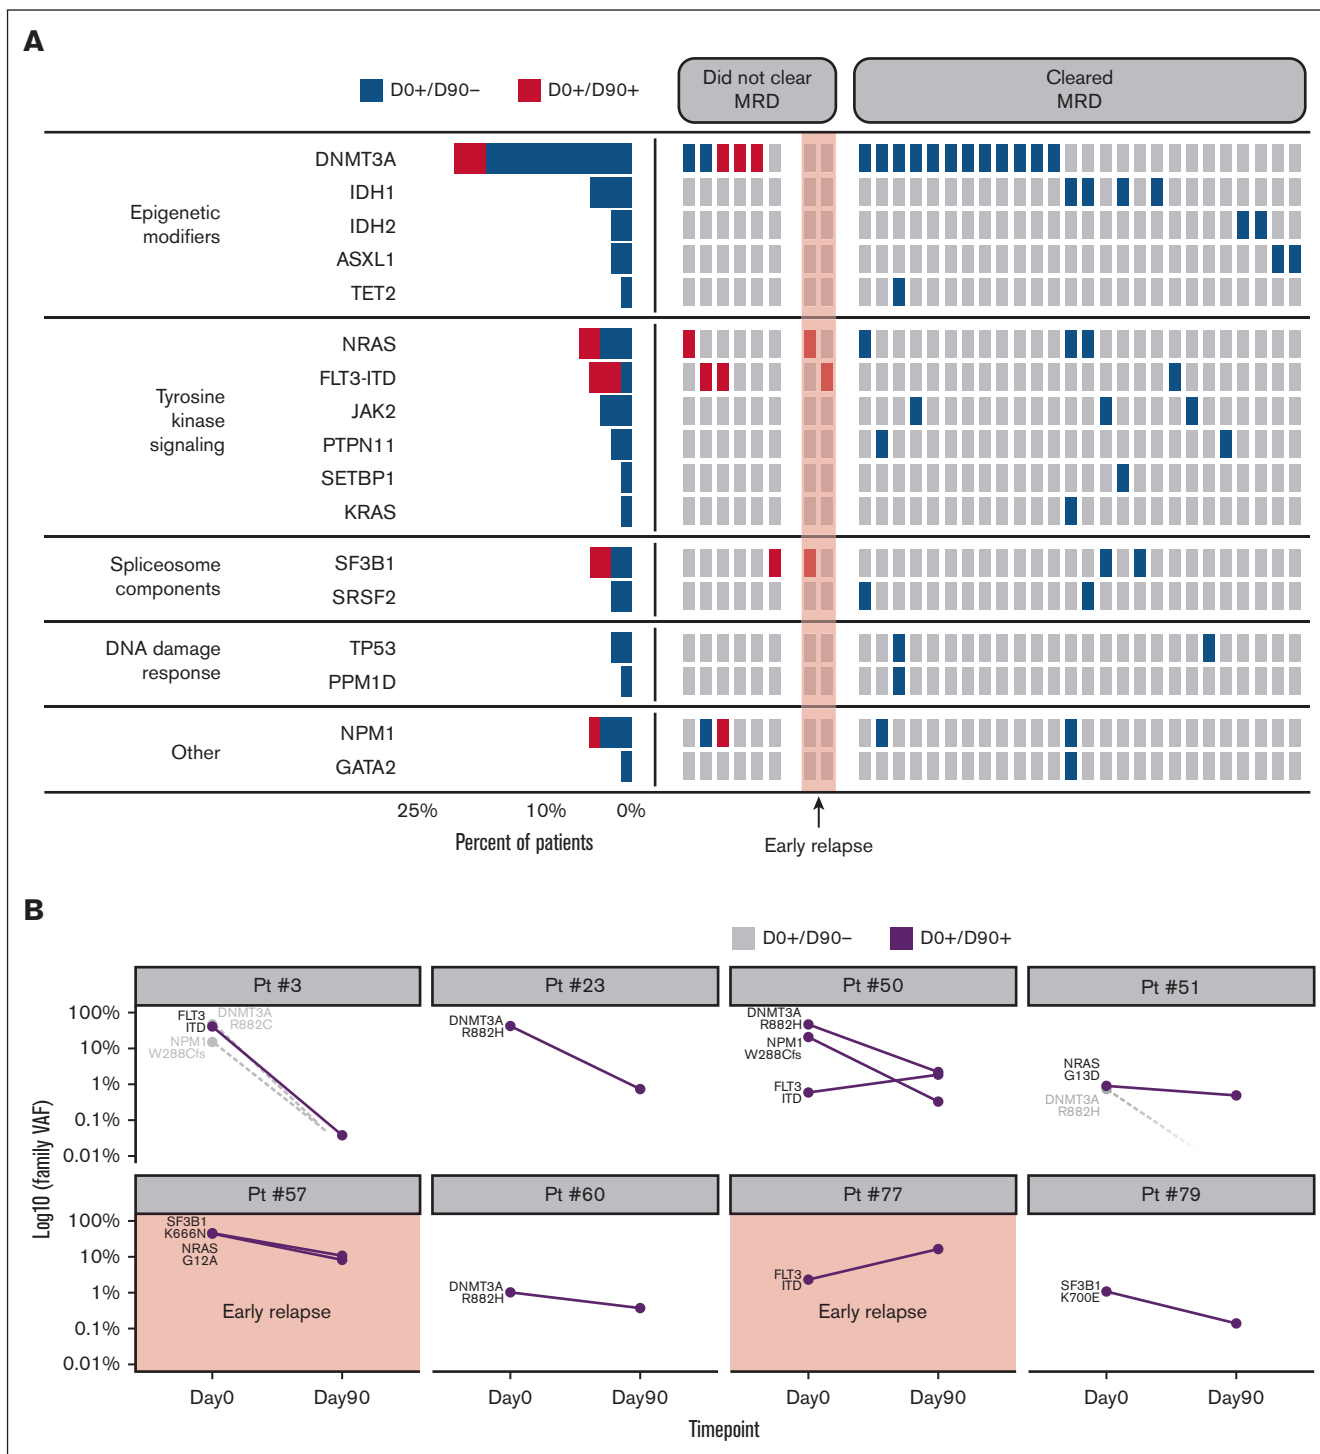 A
D0+/D90–
D0+/D90+
Did not clear
MRD
Cleared
MRD
Epigenetic
modifiers
DNMT3A
IDH1
IDH2
ASXL1
TET2
Tyrosine
kinase
signaling
NRAS
FLT3-ITD
JAK2
PTPN11
SETBP1
KRAS
Spliceosome
components
SF3B1
SRSF2
DNA damage
response
TP53
PPM1D
Other
NPM1
GATA2
25%
10%
0%
Percent of patients
Early relapse
B
D0+/D90–
D0+/D90+
Log10 (family VAF)
Pt #3
Pt #23
Pt #50
Pt #51
100%
10%
1%
0.1%
0.01%
FLT3
ITD
DNMT3A
R882C
NPM1
W288Cfs
DNMT3A
R882H
DNMT3A
R882H
NPM1
W288Cfs
FLT3
ITD
NRAS
G13D
DNMT3A
R882H
Pt #57
Pt #60
Pt #77
Pt #79
100%
10%
1%
0.1%
0.01%
SF3B1
K666N
NRAS
G12A
Early relapse
DNMT3A
R882H
FLT3
ITD
Early relapse
SF3B1
K700E
Day0
Day90
Day0
Day90
Day0
Day90
Day0
Day90
Timepoint